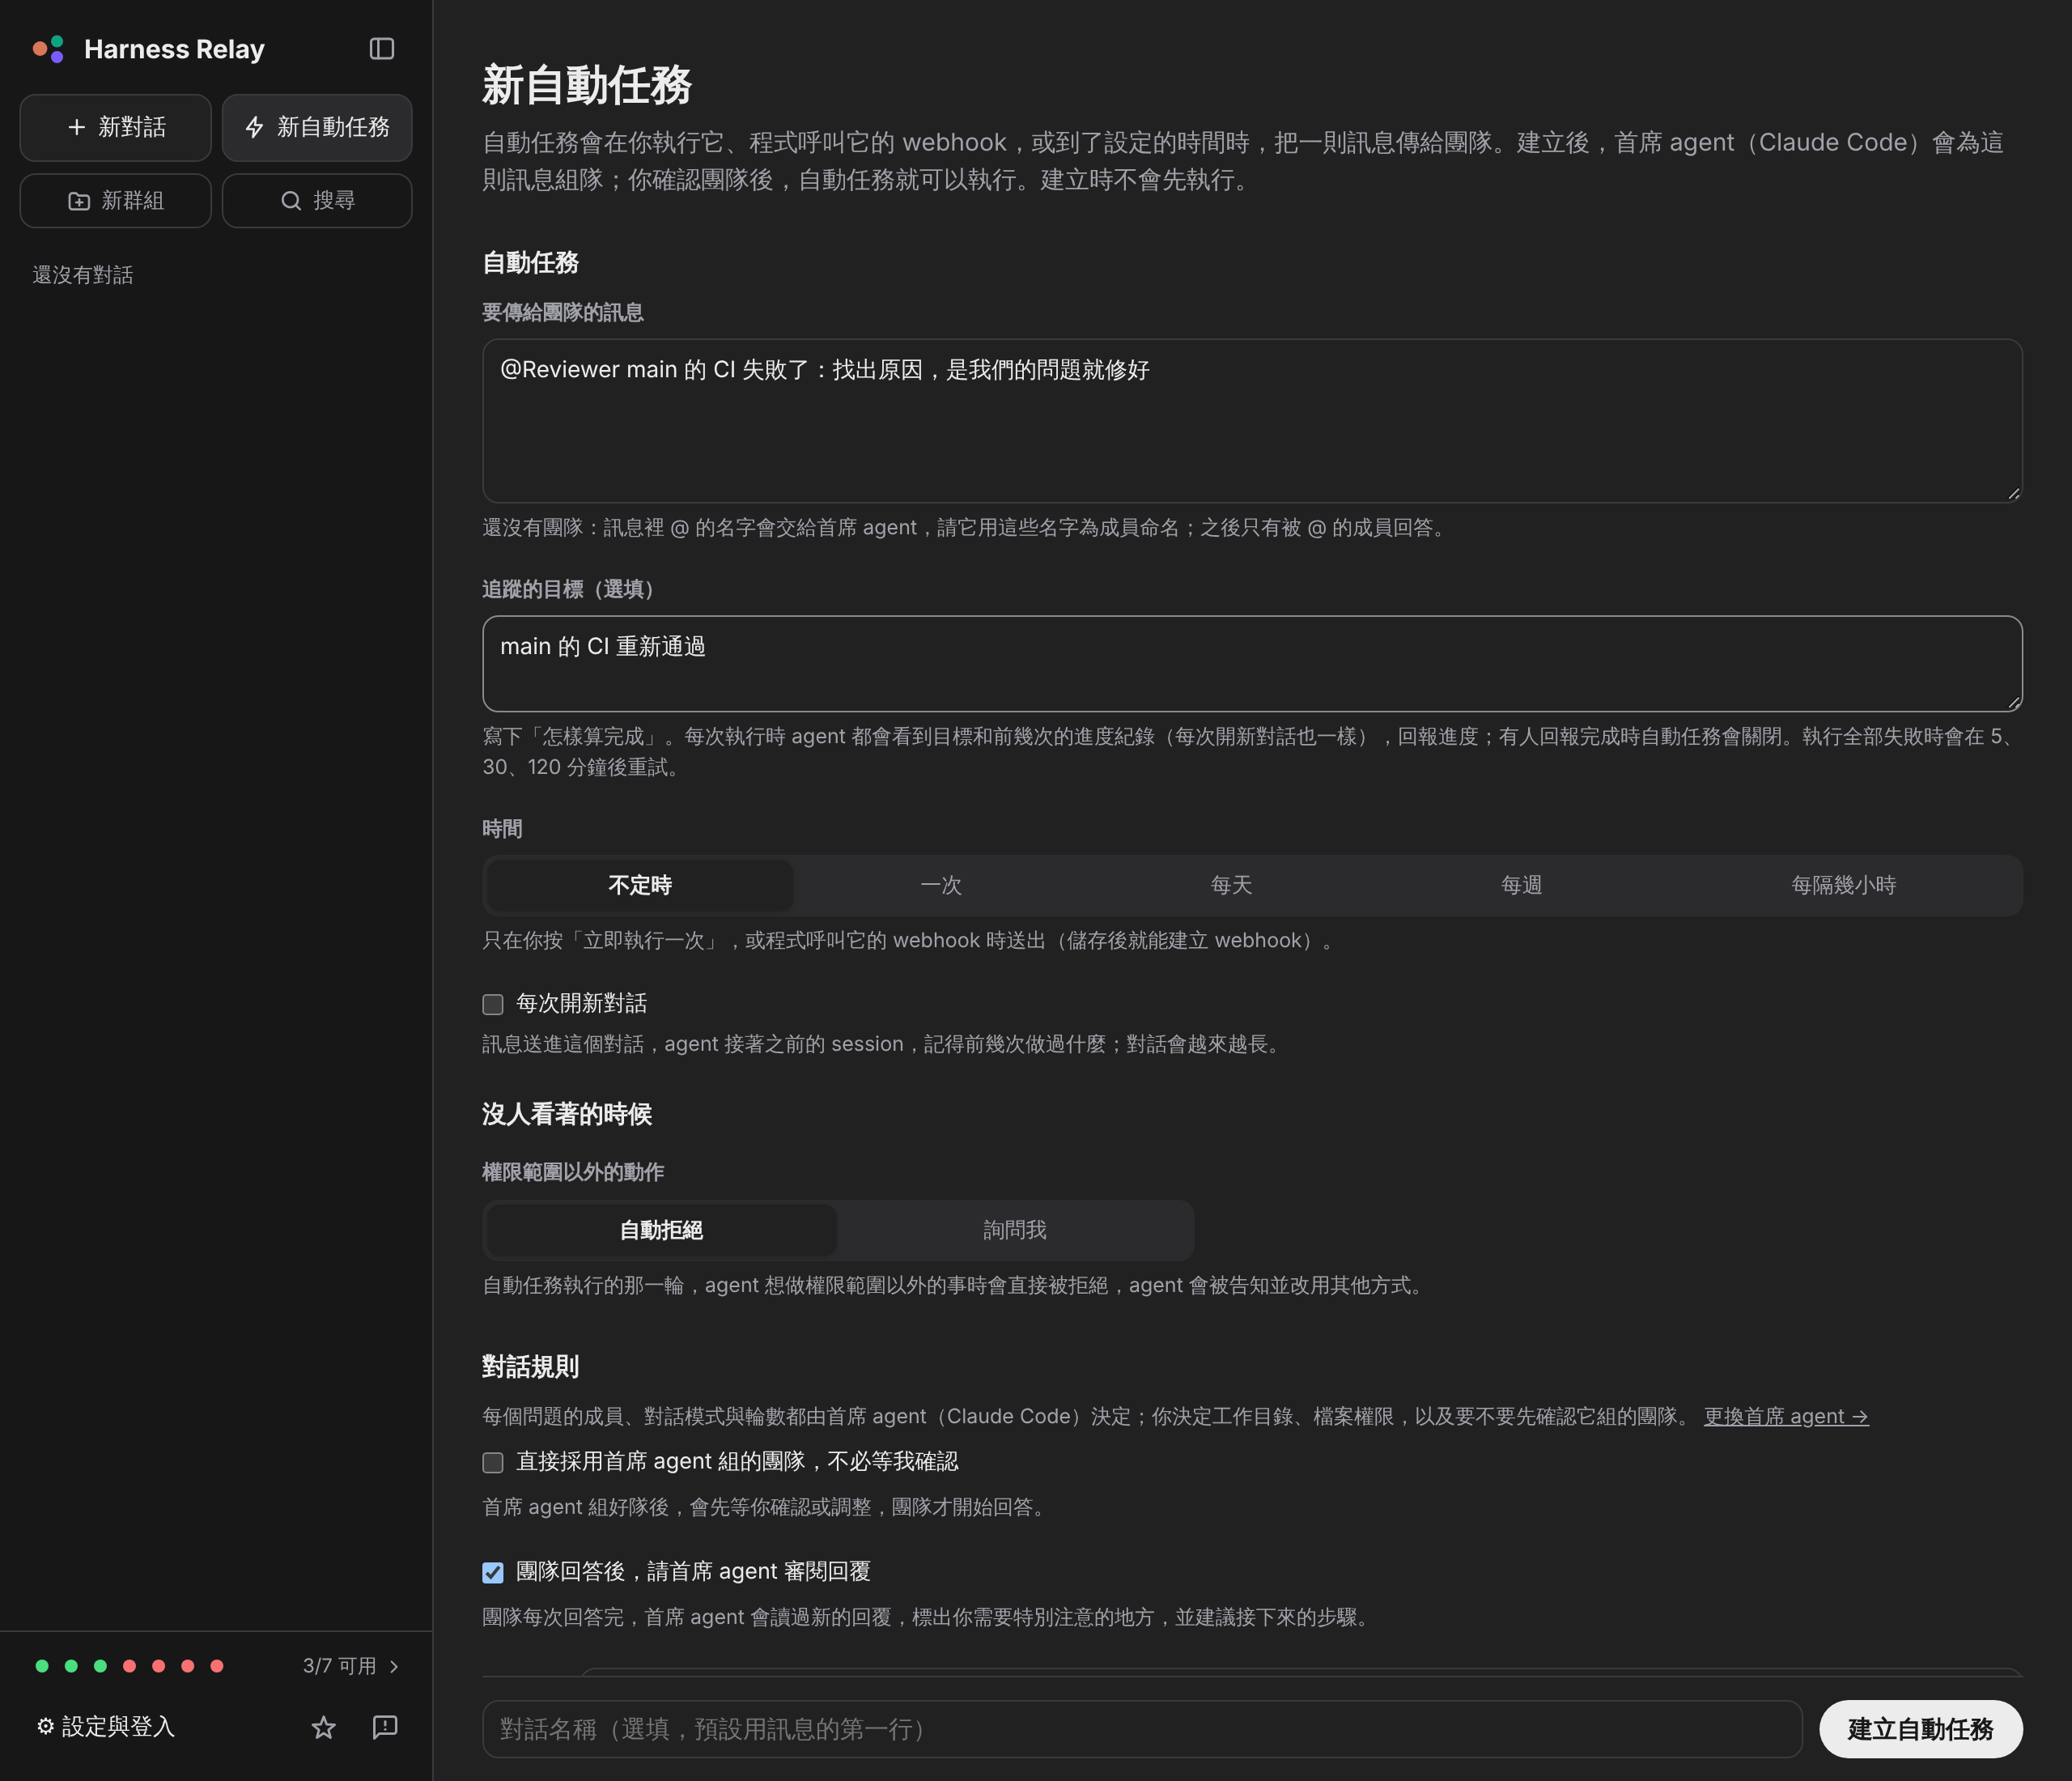 Harness Relay
新對話
新自動任務
新群組
搜尋
還沒有對話
3/7 可用
設定與登入
新自動任務
自動任務會在你執行它、程式呼叫它的 webhook，或到了設定的時間時，把一則訊息傳給團隊。建立後，首席 agent（Claude Code）會為這
則訊息組隊；你確認團隊後，自動任務就可以執行。建立時不會先執行。
自動任務
要傳給團隊的訊息
@Reviewer main 的 CI 失敗了：找出原因，是我們的問題就修好
還沒有團隊：訊息裡 @ 的名字會交給首席 agent，請它用這些名字為成員命名；之後只有被 @ 的成員回答。
追蹤的目標（選填）
main 的 CI 重新通過
寫下「怎樣算完成」。每次執行時 agent 都會看到目標和前幾次的進度紀錄（每次開新對話也一樣），回報進度；有人回報完成時自動任務會關閉。執行全部失敗時會在 5、
30、120 分鐘後重試。
時間
不定時
一次
每天
每週
每隔幾小時
只在你按「立即執行一次」，或程式呼叫它的 webhook 時送出（儲存後就能建立 webhook）。
每次開新對話
訊息送進這個對話，agent 接著之前的 session，記得前幾次做過什麼；對話會越來越長。
沒人看著的時候
權限範圍以外的動作
自動拒絕
詢問我
自動任務執行的那一輪，agent 想做權限範圍以外的事時會直接被拒絕，agent 會被告知並改用其他方式。
對話規則
每個問題的成員、對話模式與輪數都由首席 agent（Claude Code）決定；你決定工作目錄、檔案權限，以及要不要先確認它組的團隊。 更換首席 agent →
直接採用首席 agent 組的團隊，不必等我確認
首席 agent 組好隊後，會先等你確認或調整，團隊才開始回答。
團隊回答後，請首席 agent 審閱回覆
團隊每次回答完，首席 agent 會讀過新的回覆，標出你需要特別注意的地方，並建議接下來的步驟。
對話名稱（選填，預設用訊息的第一行）
建立自動任務